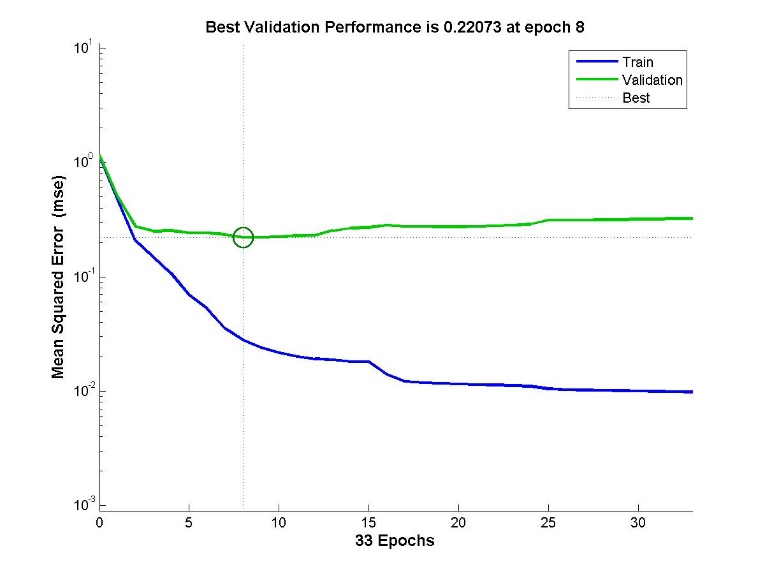 Best Validation Performance is 0.22073 at epoch 8
Train
Validation
Best
Mean Squared Error (mse)
10^1
10^0
10^-1
10^-2
10^-3
0 5 10 15 20 25 30
33 Epochs